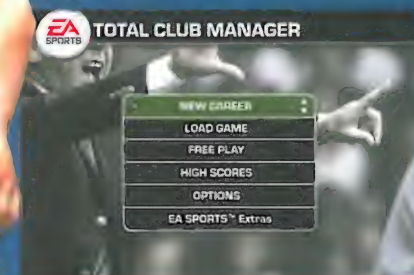 EA
SPORTS
TOTAL CLUB MANAGER
NEW CAREER
LOAD GAME
FREE PLAY
HIGH SCORES
OPTIONS
EA SPORTS™ Extras